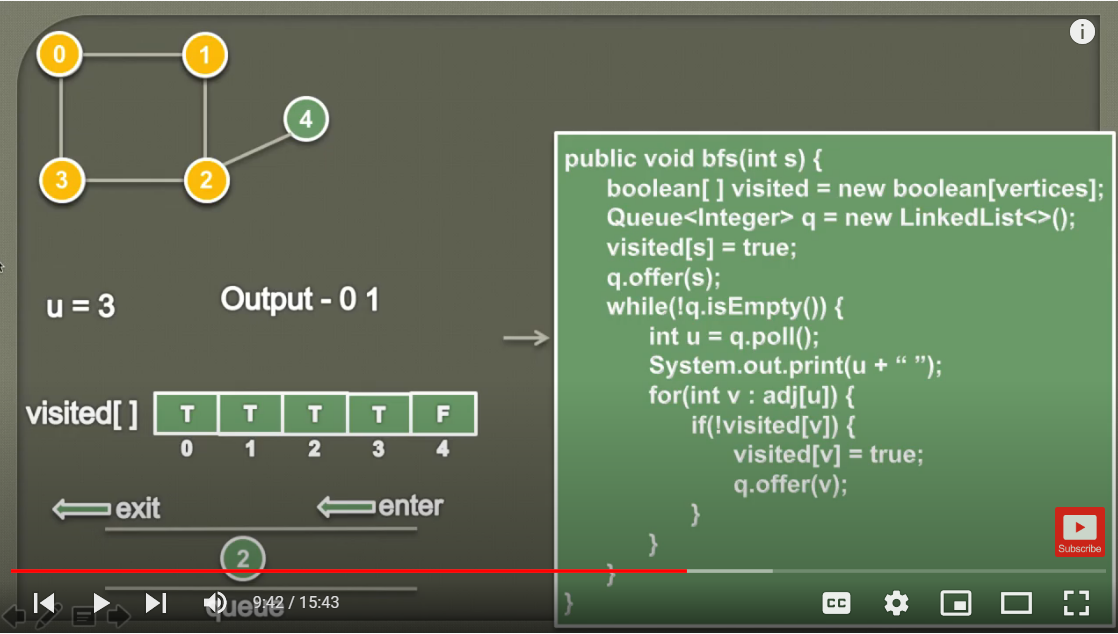 0 1
4
3 2
u = 3
Output - 0 1
visited[ ] T T T T F
0 1 2 3 4
exit
enter
2
queue
public void bfs(int s) {
boolean[ ] visited = new boolean[vertices];
Queue<Integer> q = new LinkedList<>();
visited[s] = true;
q.offer(s);
while(!q.isEmpty()) {
int u = q.poll();
System.out.print(u + “ ”);
for(int v : adj[u]) {
if(!visited[v]) {
visited[v] = true;
q.offer(v);
}
}
}
}
i
Subscribe
9:42 / 15:43
CC